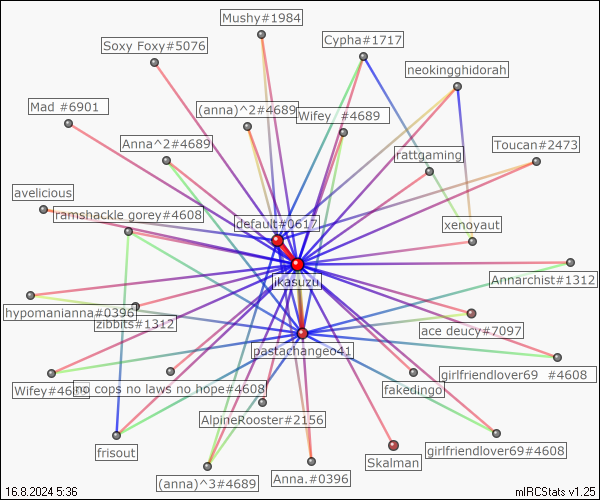 Mushy#1984
Cypha#1717
Soxy Foxy#5076
neokingghidorah
Mad #6901
(anna)^2#4689
Wifey #4689
Anna^2#4689
Toucan#2473
rattgaming
avelicious
ramshackle gorey#4608
default#0617
xenoyaut
ikasuzu
Annarchist#1312
hypomanianna#0396
zibbits#1312
ace deucy#7097
pastachangeo41
girlfriendlover69 #4608
Wifey#46
no cops no laws no hope#4608
fakedingo
AlpineRooster#2156
frisout
girlfriendlover69#4608
Skalman
Anna.#0396
(anna)^3#4689
16.8.2024 5:36
mIRCStats v1.25